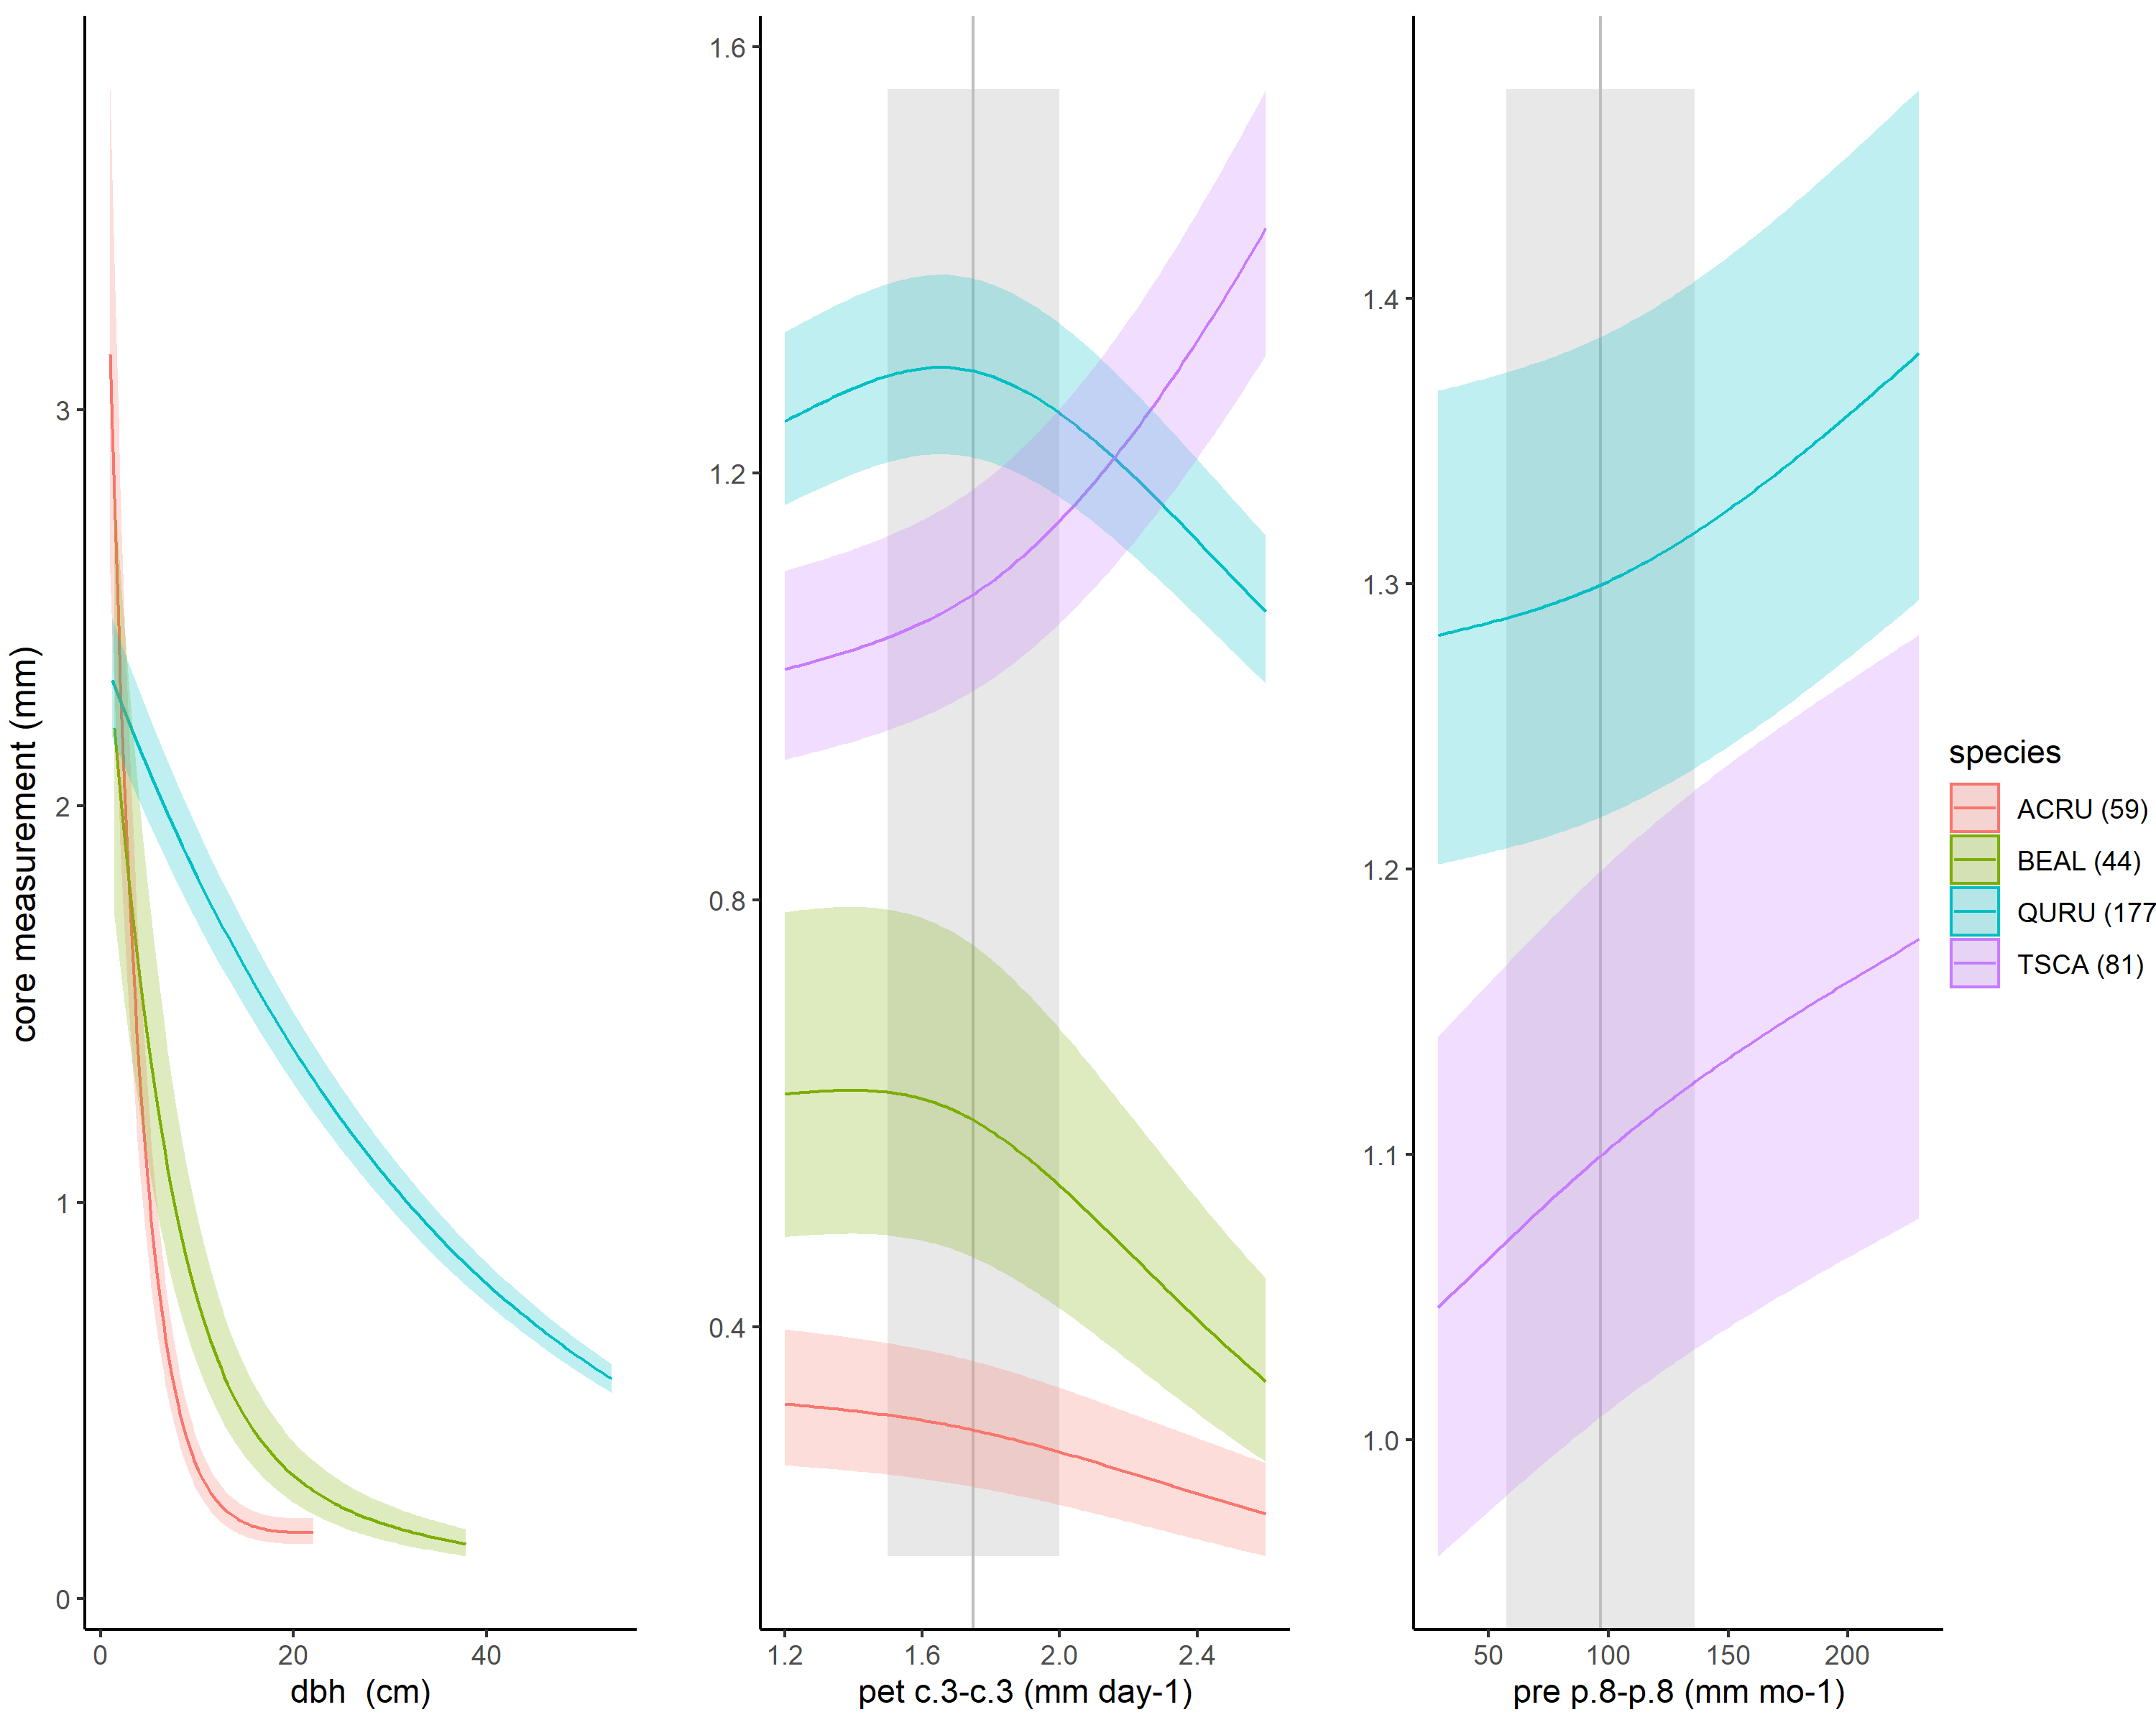 core measurement (mm)
3
2
1
0
0 20 40
dbh  (cm)
1.6
1.2
0.8
0.4
1.2 1.6 2.0 2.4
pet c.3-c.3 (mm day-1)
1.4
1.3
1.2
1.1
1.0
50 100 150 200
pre p.8-p.8 (mm mo-1)
species
ACRU (59)
BEAL (44)
QURU (177
TSCA (81)